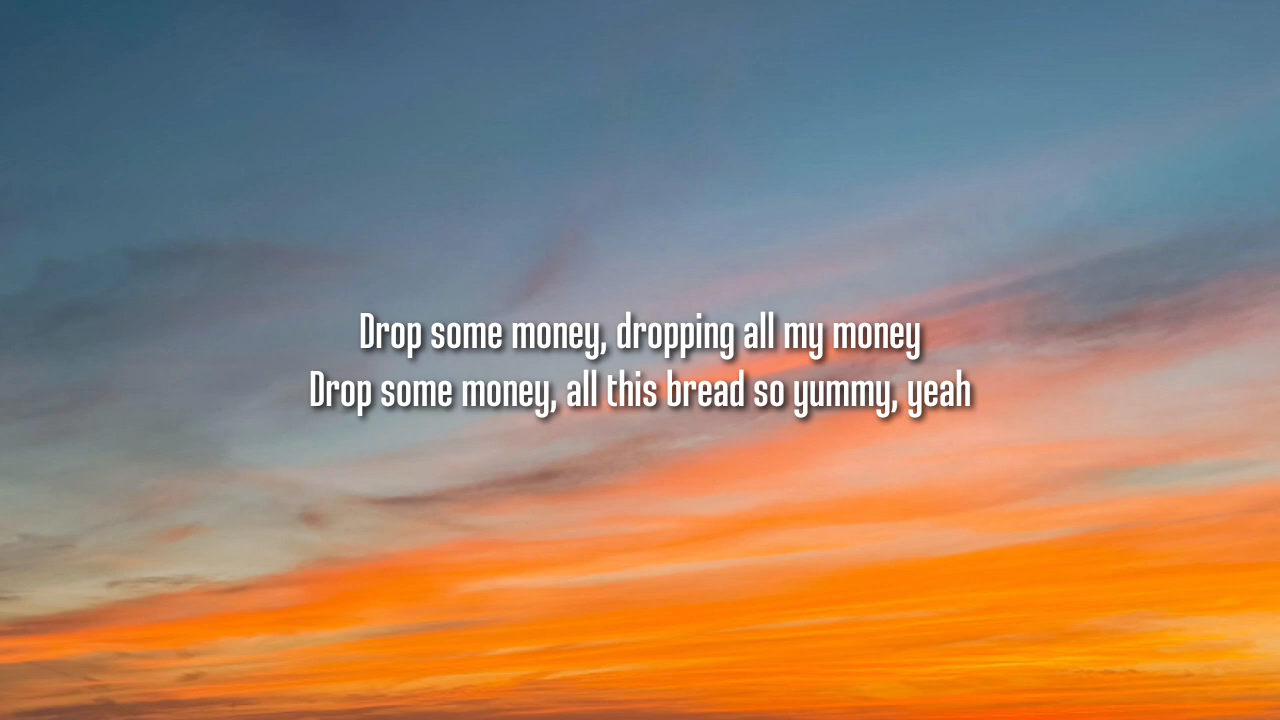 Drop some money, dropping all my money
Drop some money, all this bread so yummy, yeah